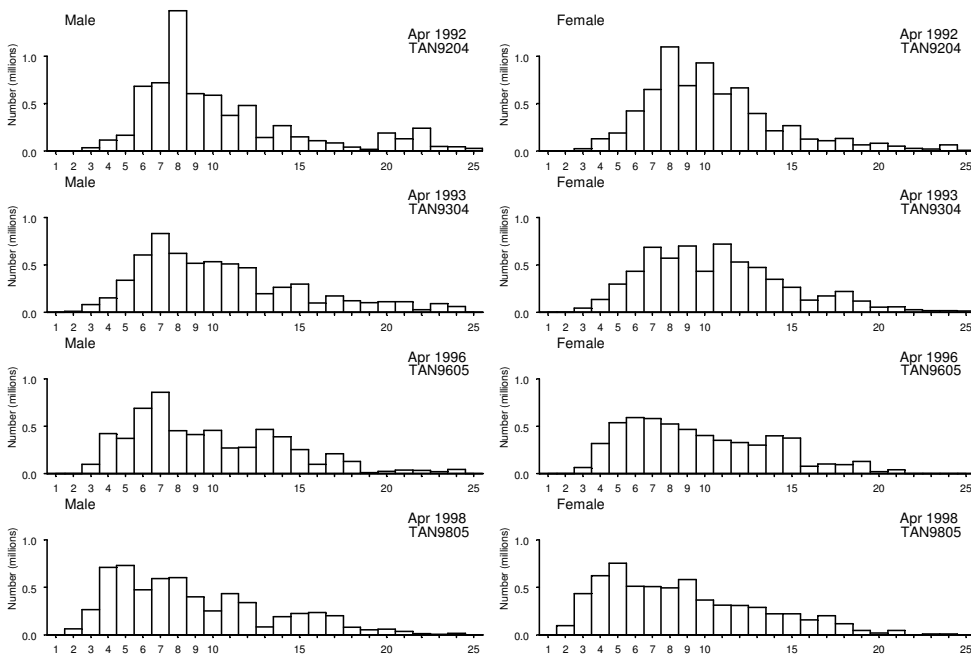 Male Female
Apr 1992 Apr 1992
TAN9204 TAN9204
Number (millions) Number (millions)
1.0 1.0
0.5 0.5
0.0 0.0
1 2 3 4 5 6 7 8 9 10 15 20 25 1 2 3 4 5 6 7 8 9 10 15 20 25
Male Female
Apr 1993 Apr 1993
TAN9304 TAN9304
Number (millions) Number (millions)
1.0 1.0
0.5 0.5
0.0 0.0
1 2 3 4 5 6 7 8 9 10 15 20 25 1 2 3 4 5 6 7 8 9 10 15 20 25
Male Female
Apr 1996 Apr 1996
TAN9605 TAN9605
Number (millions) Number (millions)
1.0 1.0
0.5 0.5
0.0 0.0
1 2 3 4 5 6 7 8 9 10 15 20 25 1 2 3 4 5 6 7 8 9 10 15 20 25
Male Female
Apr 1998 Apr 1998
TAN9805 TAN9805
Number (millions) Number (millions)
1.0 1.0
0.5 0.5
0.0 0.0
1 2 3 4 5 6 7 8 9 10 15 20 25 1 2 3 4 5 6 7 8 9 10 15 20 25